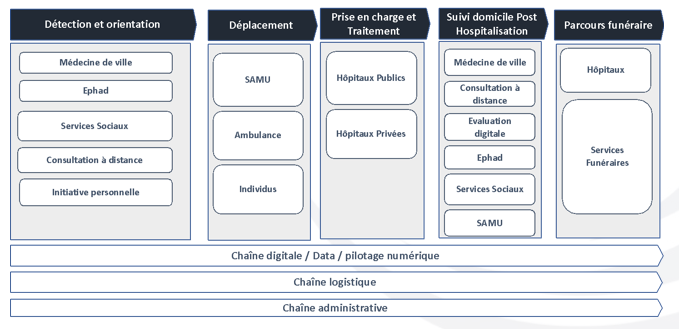 Détection et orientation
Médecine de ville
Ephad
Services Sociaux
Consultation à distance
Initiative personnelle
Déplacement
SAMU
Ambulance
Individus
Prise en charge et
Traitement
Hôpitaux Publics
Hôpitaux Privées
Suivi domicile Post
Hospitalisation
Médecine de ville
Consultation à
distance
Evaluation
digitale
Ephad
Services Sociaux
SAMU
Parcours funéraire
Hôpitaux
Services
Funéraires
Chaîne digitale / Data / pilotage numérique
Chaîne logistique
Chaîne administrative